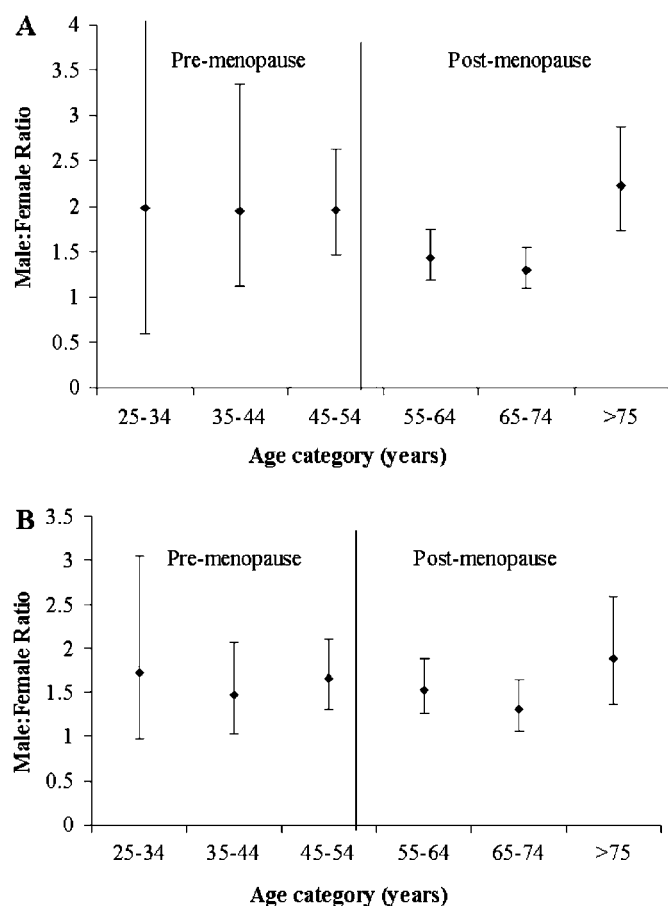 A
4
3.5
3
2.5
2
1.5
1
0.5
0
Male:Female Ratio
Pre-menopause Post-menopause
25-34 35-44 45-54 55-64 65-74 >75
Age category (years)
B
3.5
3
2.5
2
1.5
1
0.5
0
Male:Female Ratio
Pre-menopause Post-menopause
25-34 35-44 45-54 55-64 65-74 >75
Age category (years)